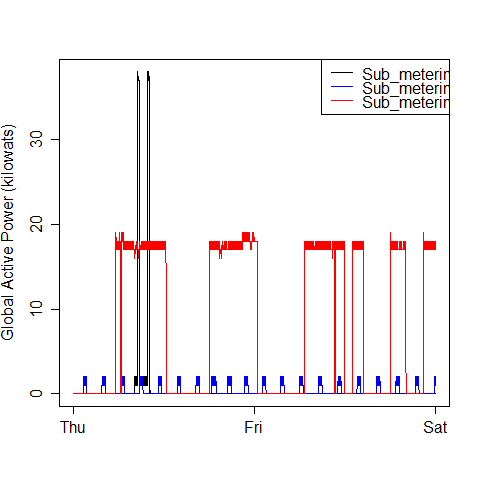 Sub_meterin
Sub_meterin
Sub_meterin
Global Active Power (kilowats)
30
20
10
0
Thu
Fri
Sat